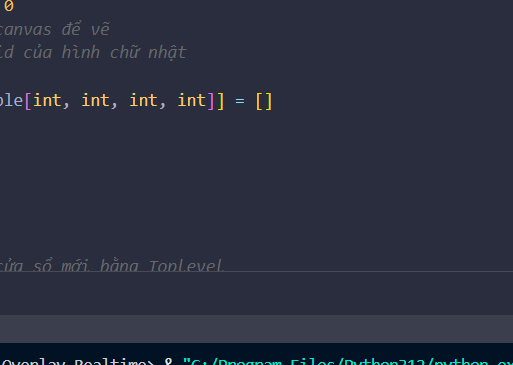 0
canvas để vẽ
id của hình chữ nhật
ple[int, int, int, int]] = []
cửa sổ mới bằng Toplevel
Overlay Realtime> & "C:/Program Files/Python312/python.ex